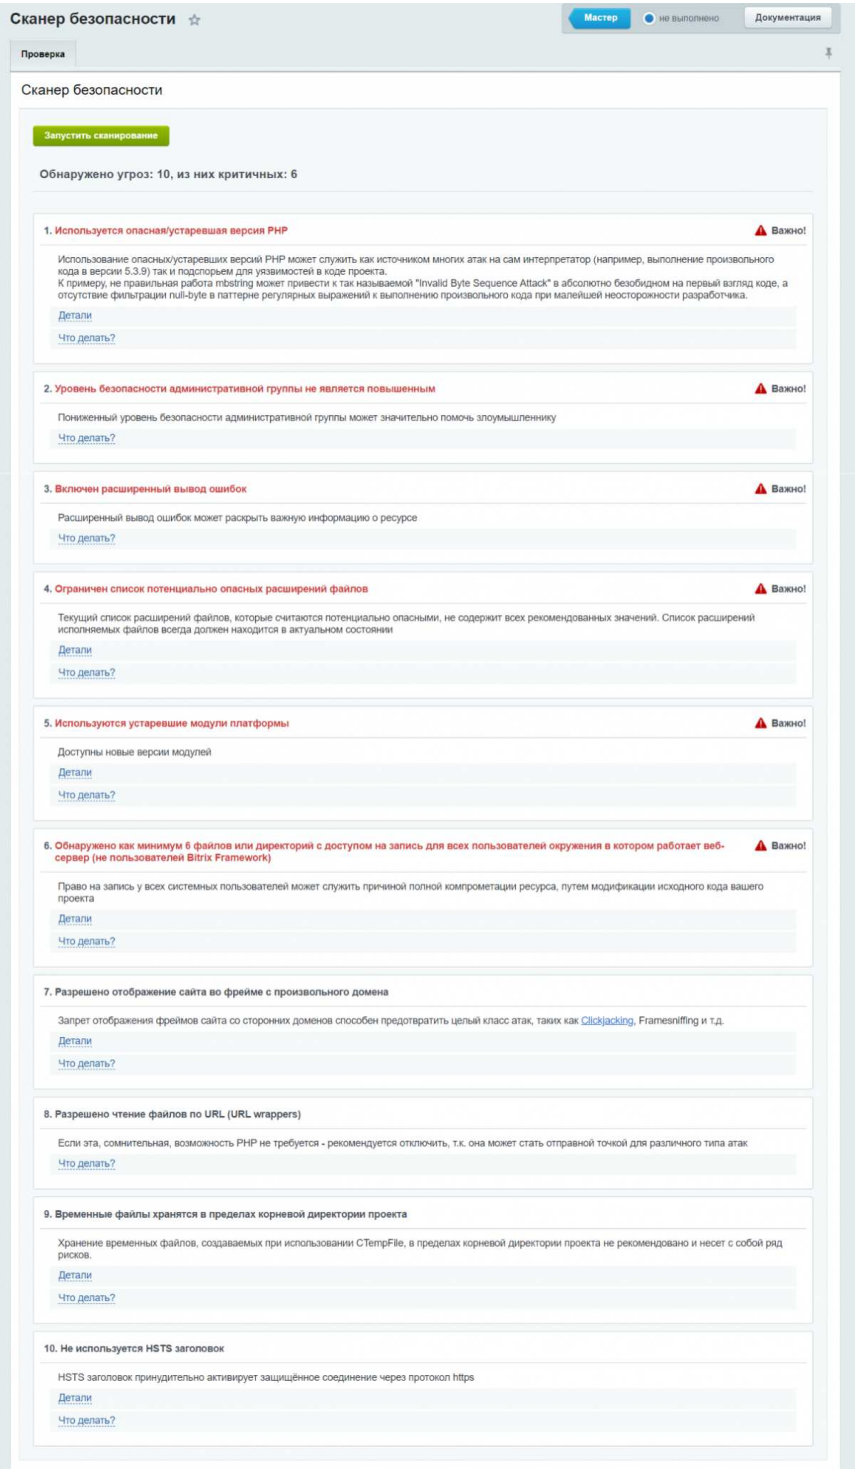 Сканер безопасности
Мастер
не выполнено
Документация
Проверка
Сканер безопасности
Запустить сканирование
Обнаружено угроз: 10, из них критичных: 6
1. Используется опасная/устаревшая версия PHP
Важно!
Использование опасных/устаревших версий PHP может служить как источником многих атак на сам интерпретатор (например, выполнение произвольного
кода в версии 5.3.9) так и подспорьем для уязвимостей в коде проекта.
К примеру, не правильная работа mbstring может привести к так называемой "Invalid Byte Sequence Attack" в абсолютно безобидном на первый взгляд коде, а
отсутствие фильтрации null-byte в паттерне регулярных выражений к выполнению произвольного кода при малейшей неосторожности разработчика.
Детали
Что делать?
2. Уровень безопасности административной группы не является повышенным
Важно!
Пониженный уровень безопасности административной группы может значительно помочь злоумышленнику
Что делать?
3. Включен расширенный вывод ошибок
Важно!
Расширенный вывод ошибок может раскрыть важную информацию о ресурсе
Что делать?
4. Ограничен список потенциально опасных расширений файлов
Важно!
Текущий список расширений файлов, которые считаются потенциально опасными, не содержит всех рекомендованных значений. Список расширений
исполняемых файлов всегда должен находится в актуальном состоянии
Детали
Что делать?
5. Используются устаревшие модули платформы
Важно!
Доступны новые версии модулей
Детали
Что делать?
6. Обнаружено как минимум 6 файлов или директорий с доступом на запись для всех пользователей окружения в котором работает веб-
сервер (не пользователей Bitrix Framework)
Важно!
Право на запись у всех системных пользователей может служить причиной полной компрометации ресурса, путем модификации исходного кода вашего
проекта
Детали
Что делать?
7. Разрешено отображение сайта во фрейме с произвольного домена
Запрет отображения фреймов сайта со сторонних доменов способен предотвратить целый класс атак, таких как Clickjacking, Framesniffing и т.д.
Детали
Что делать?
8. Разрешено чтение файлов по URL (URL wrappers)
Если эта, сомнительная, возможность PHP не требуется - рекомендуется отключить, т.к. она может стать отправной точкой для различного типа атак
Что делать?
9. Временные файлы хранятся в пределах корневой директории проекта
Хранение временных файлов, создаваемых при использовании CTempFile, в пределах корневой директории проекта не рекомендовано и несет с собой ряд
рисков.
Детали
Что делать?
10. Не используется HSTS заголовок
HSTS заголовок принудительно активирует защищённое соединение через протокол https
Детали
Что делать?